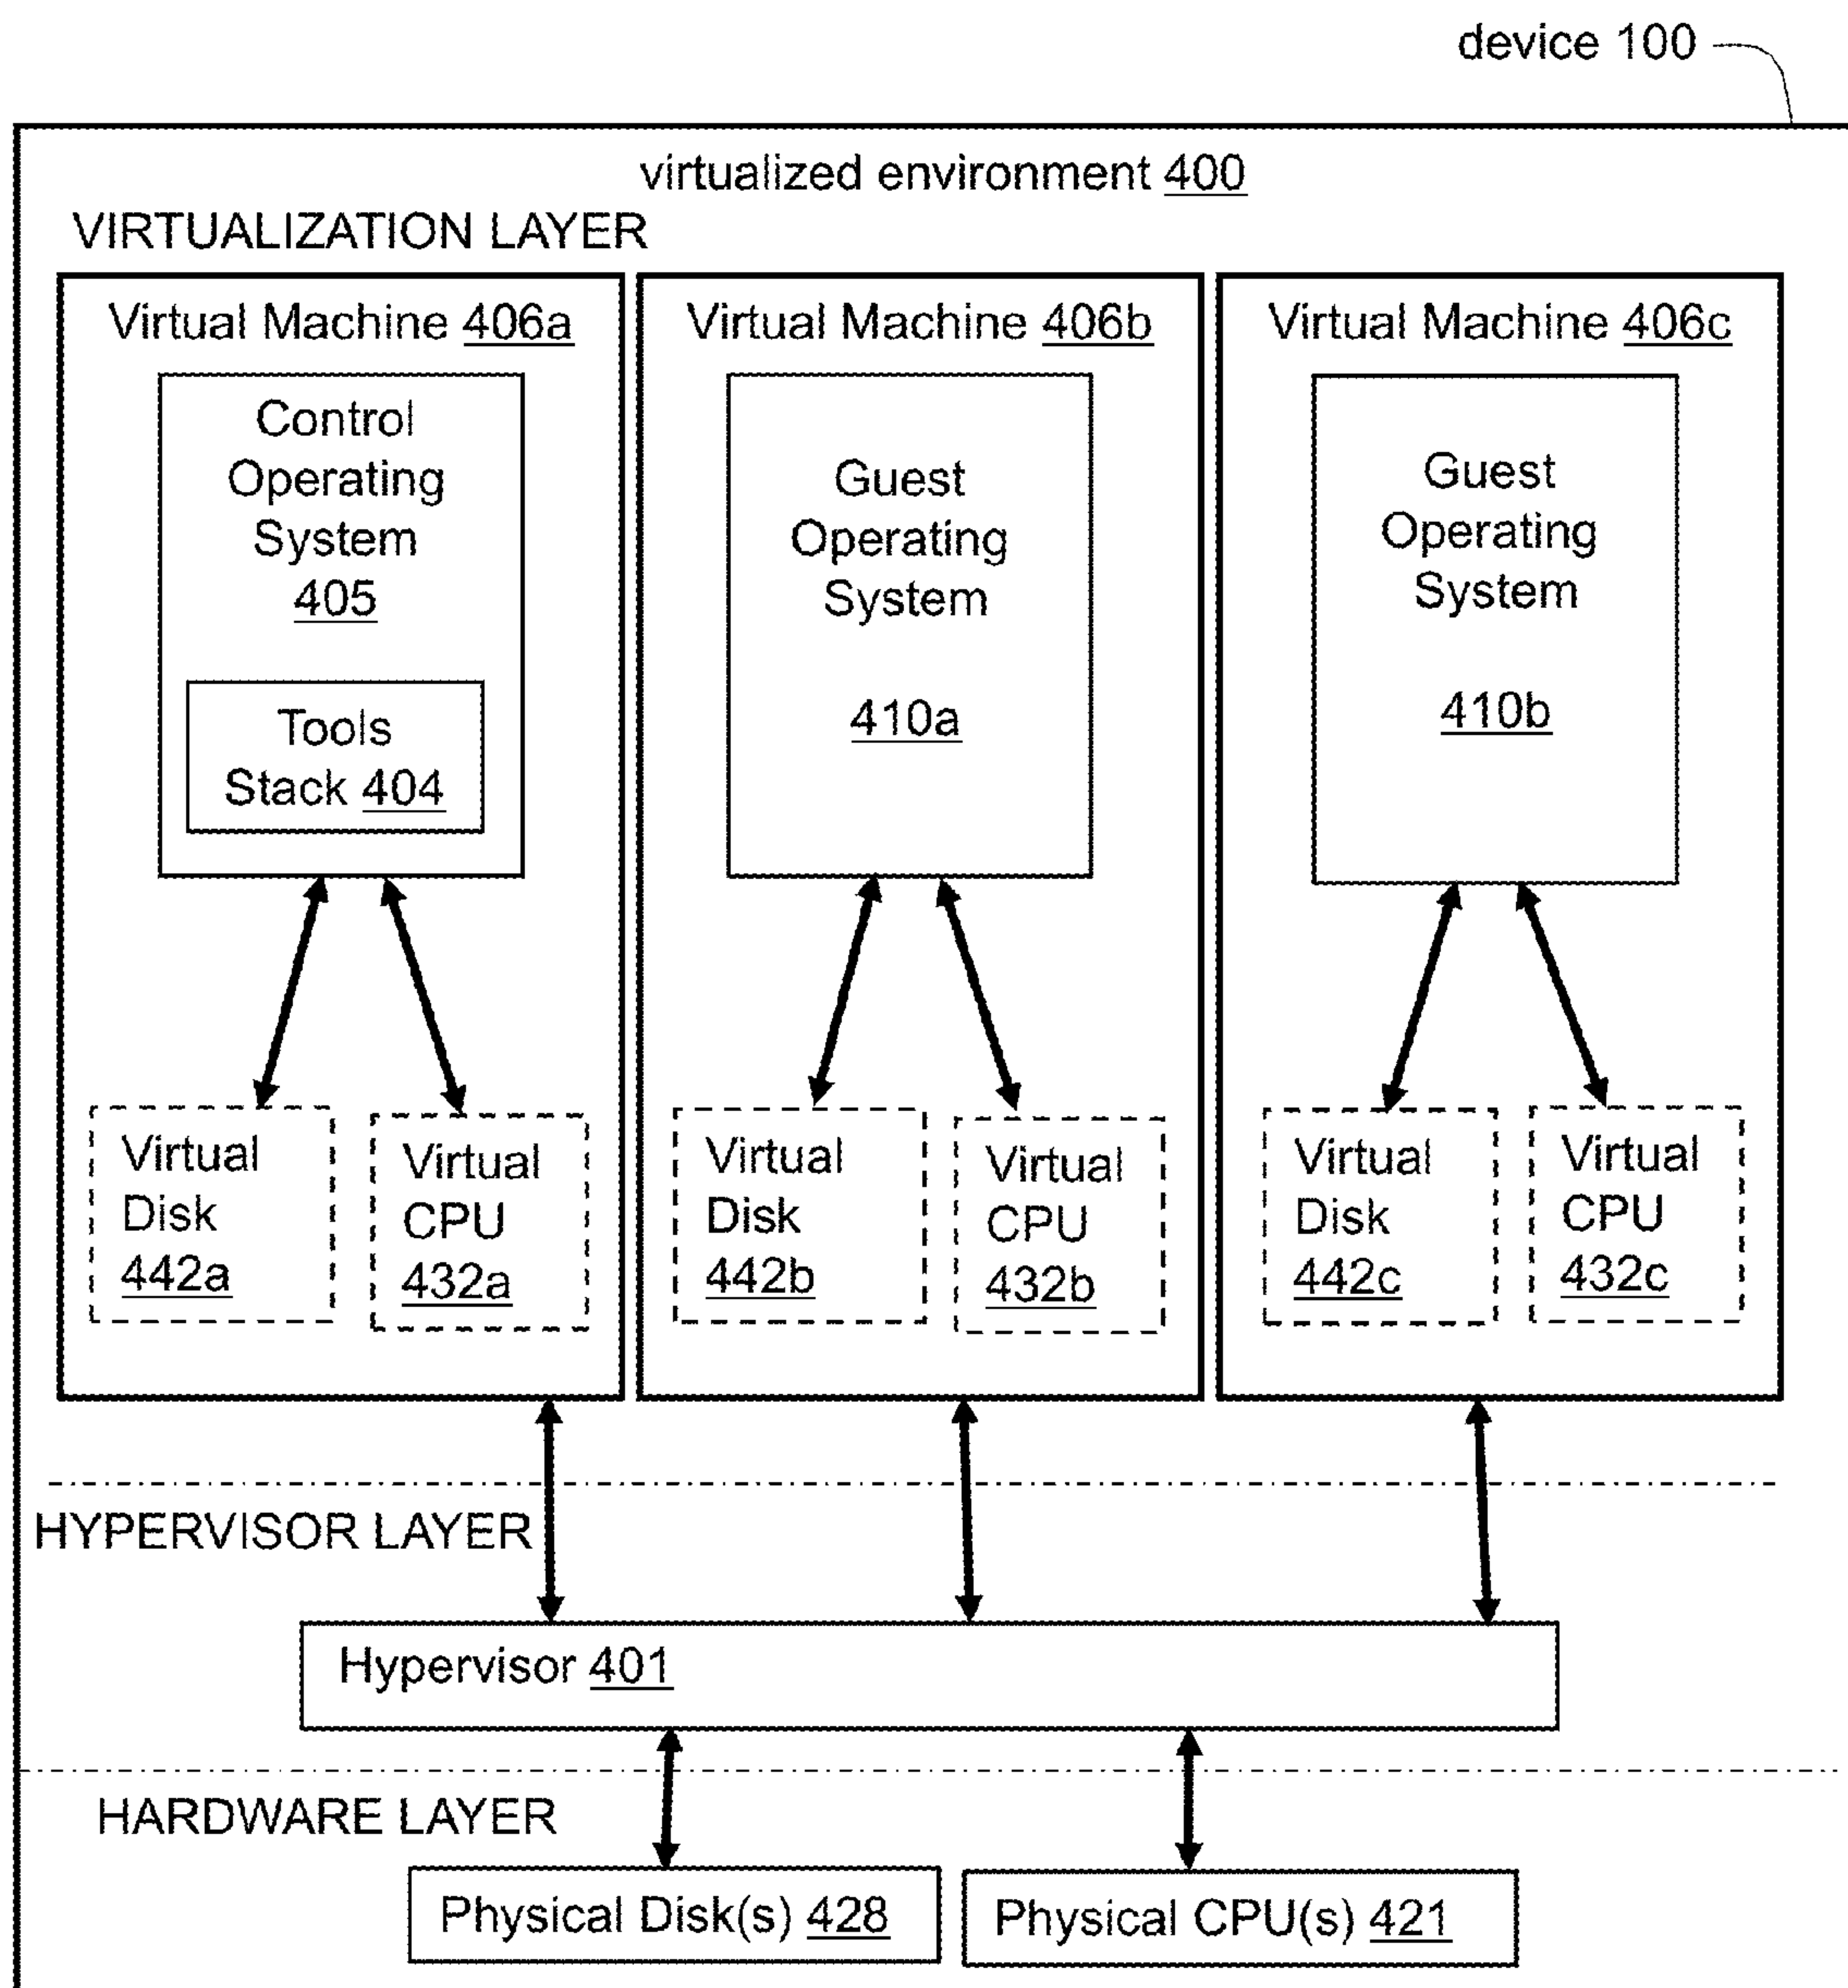 device 100
virtualized environment 400
VIRTUALIZATION LAYER
Virtual Machine 406a
Control
Operating
System
405
Tools
Stack 404
Virtual
Disk
442a
Virtual
CPU
432a
Virtual Machine 406b
Guest
Operating
System
410a
Virtual
Disk
442b
Virtual
CPU
432b
Virtual Machine 406c
Guest
Operating
System
410b
Virtual
Disk
442c
Virtual
CPU
432c
HYPERVISOR LAYER
Hypervisor 401
HARDWARE LAYER
Physical Disk(s) 428
Physical CPU(s) 421